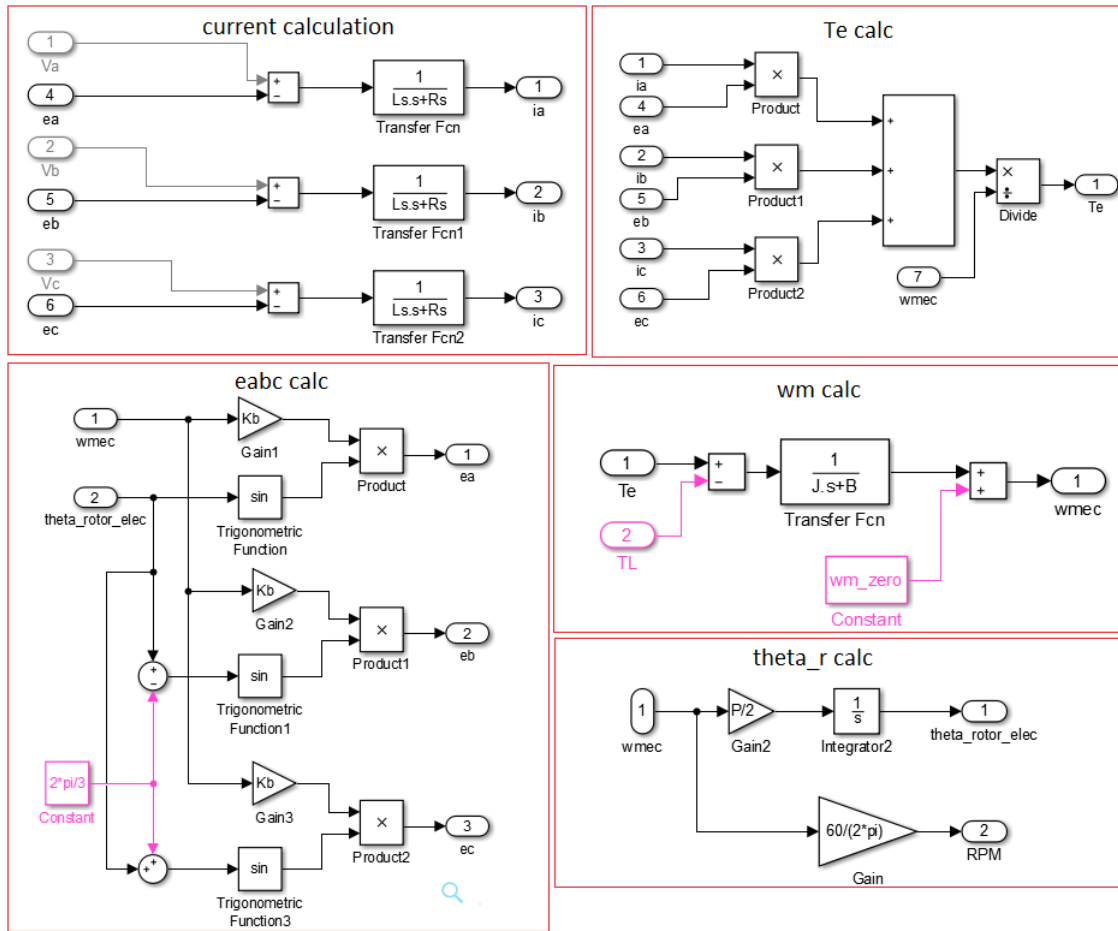 current calculation
1
Va
4
ea
+
−
1
Ls.s+Rs
Transfer Fcn
1
ia
2
Vb
5
eb
+
−
1
Ls.s+Rs
Transfer Fcn1
2
ib
3
Vc
6
ec
+
−
1
Ls.s+Rs
Transfer Fcn2
3
ic
Te calc
1
ia
4
ea
×
Product
2
ib
5
eb
×
Product1
3
ic
6
ec
×
Product2
+
+
+
7
wmec
×
÷
Divide
1
Te
eabc calc
1
wmec
Kb
Gain1
2
theta_rotor_elec
sin
Trigonometric
Function
×
Product
1
ea
Kb
Gain2
+
−
sin
Trigonometric
Function1
×
Product1
2
eb
2*pi/3
Constant
Kb
Gain3
+
+
sin
Trigonometric
Function3
×
Product2
3
ec
wm calc
1
Te
2
TL
+
−
1
J.s+B
Transfer Fcn
wm_zero
Constant
+
+
1
wmec
theta_r calc
1
wmec
P/2
Gain2
1
s
Integrator2
1
theta_rotor_elec
60/(2*pi)
Gain
2
RPM